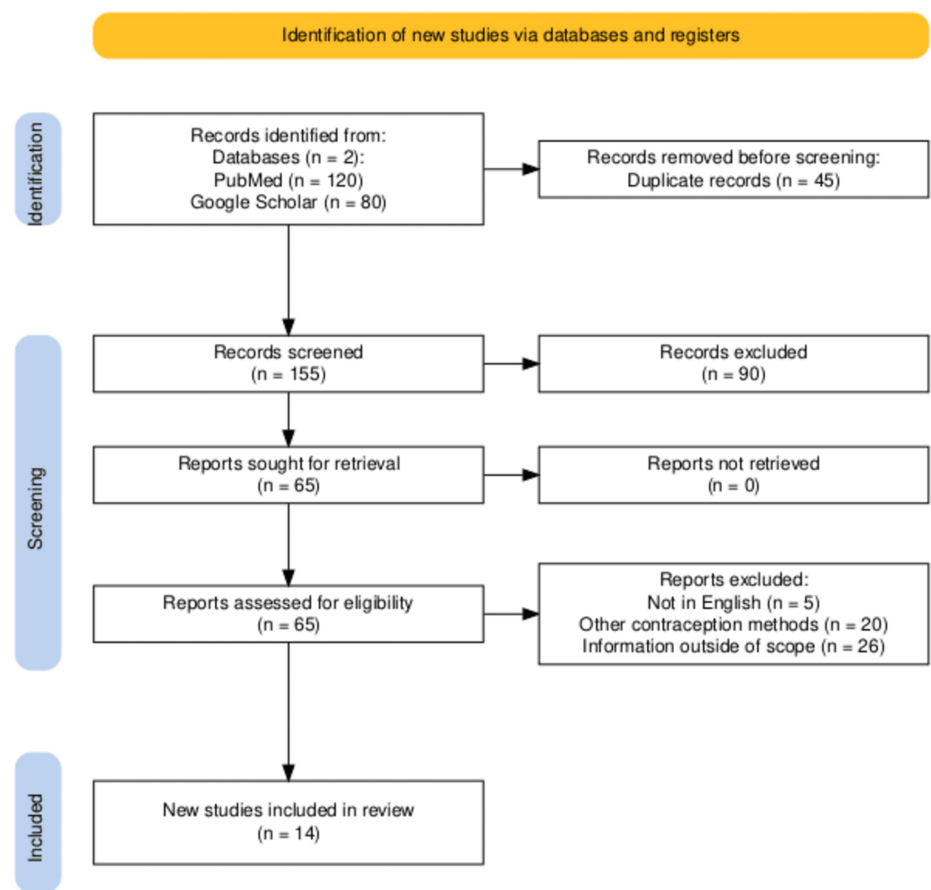 Identification of new studies via databases and registers
Identification
Records identified from:
Databases (n = 2):
PubMed (n = 120)
Google Scholar (n = 80)
Records removed before screening:
Duplicate records (n = 45)
Screening
Records screened
(n = 155)
Records excluded
(n = 90)
Reports sought for retrieval
(n = 65)
Reports not retrieved
(n = 0)
Reports assessed for eligibility
(n = 65)
Reports excluded:
Not in English (n = 5)
Other contraception methods (n = 20)
Information outside of scope (n = 26)
Included
New studies included in review
(n = 14)